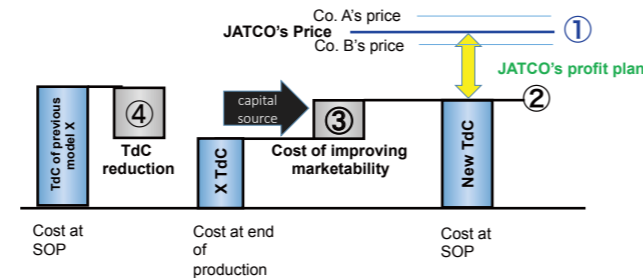 Co. A's price
JATCO's Price
①
Co. B's price
JATCO's profit plan
TdC of previous
model X
④
TdC
reduction
capital
source
X TdC
③
Cost of improving
marketability
New TdC
②
Cost at
SOP
Cost at end
of
production
Cost at
SOP